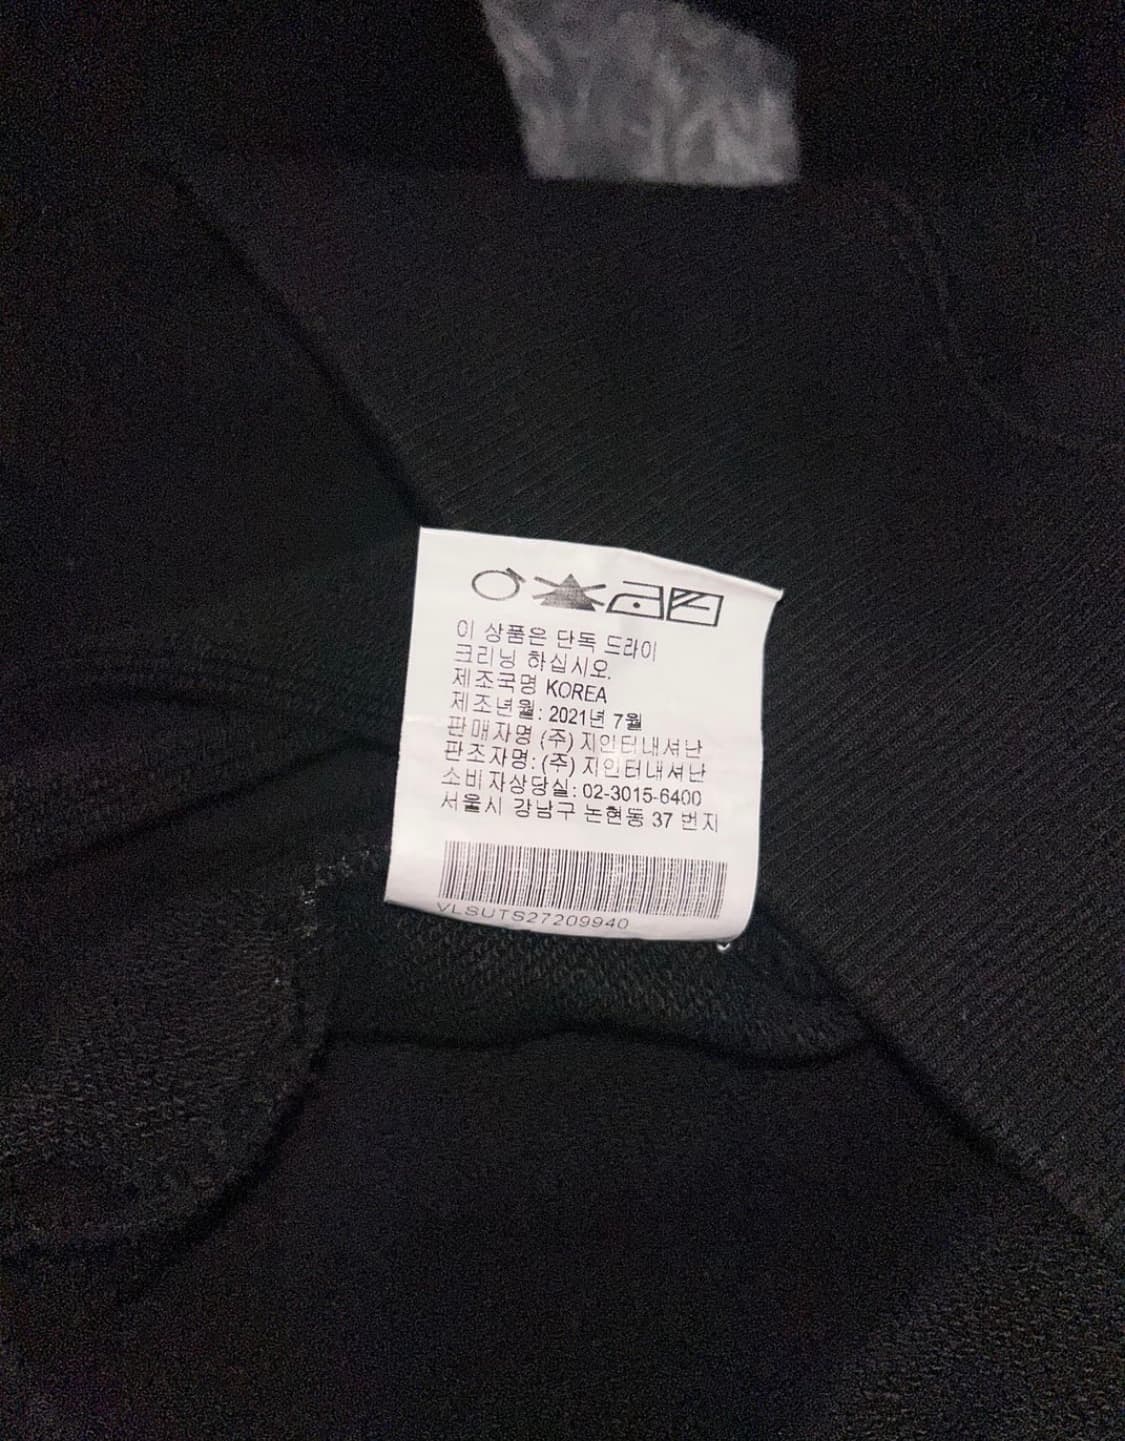 이 상품은 단독 드라이
크리닝 하십시오.
제조국명 KOREA
제조년월: 2021년 7월
판매자명 (주) 지인터내셔난
판조자명: (주) 지인터내셔난
소비자상당실: 02-3015-6400
서울시 강남구 논현동 37 번지
VLSUTS27209940